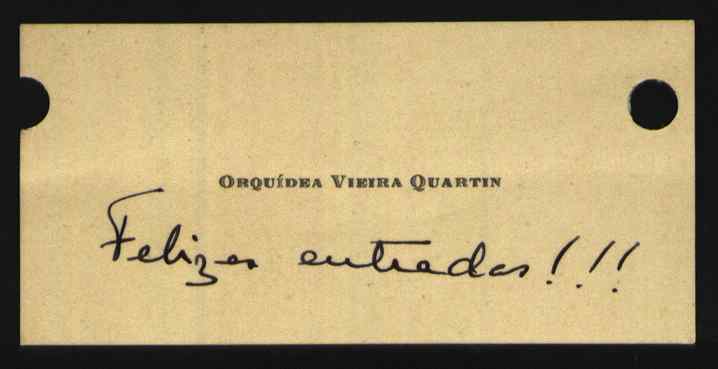 Orquídea Vieira Quartin
Felizes entradas!!!